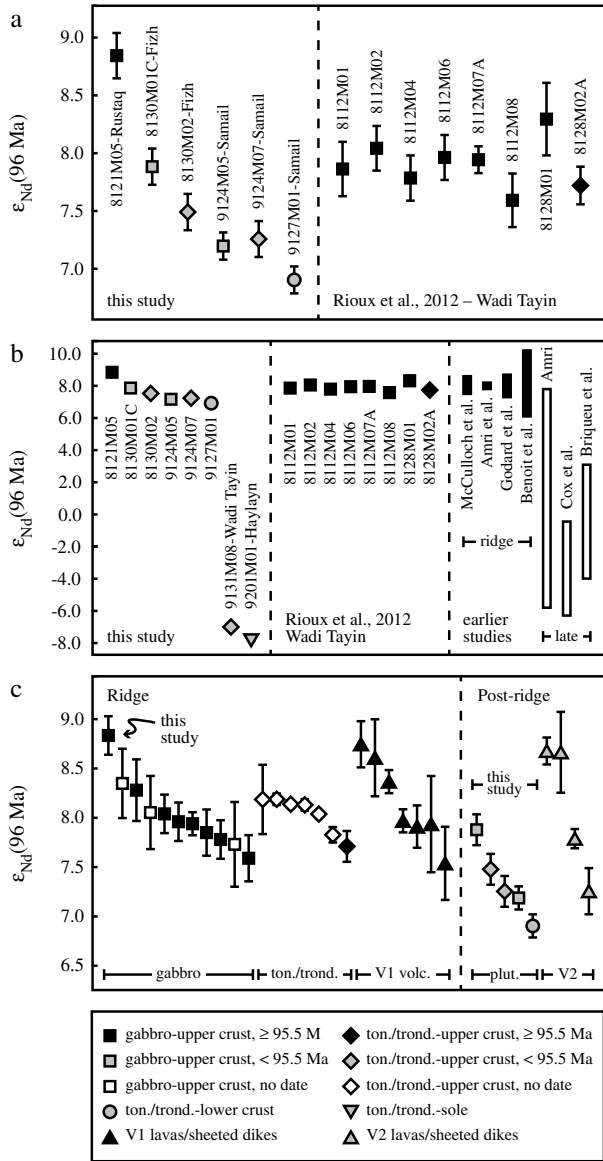 a
9.0
8.5
8.0
7.5
7.0
εNd(96 Ma)
8121M05-Rustaq
8130M01C-Fizh
8130M02-Fizh
9124M05-Samail
9124M07-Samail
9127M01-Samail
8112M01
8112M02
8112M04
8112M06
8112M07A
8112M08
8128M01
8128M02A
this study
Rioux et al., 2012 – Wadi Tayin
b
10.0
8.0
6.0
4.0
2.0
0.0
-2.0
-4.0
-6.0
-8.0
εNd(96 Ma)
8121M05
8130M01C
8130M02
9124M05
9124M07
9127M01
9131M08-Wadi Tayin
9201M01-Haylayn
8112M01
8112M02
8112M04
8112M06
8112M07A
8112M08
8128M01
8128M02A
McCulloch et al.
Amri et al.
Godard et al.
Benoit et al.
Amri
Cox et al.
Briqueu et al.
ridge
this study
Rioux et al., 2012
Wadi Tayin
earlier
studies
late
c
9.0
8.5
8.0
7.5
7.0
6.5
εNd(96 Ma)
Ridge
this
study
Post-ridge
this
study
gabbro
ton./trond.
V1 volc.
plut.
V2
gabbro-upper crust, ≥ 95.5 M
gabbro-upper crust, < 95.5 Ma
gabbro-upper crust, no date
ton./trond.-lower crust
V1 lavas/sheeted dikes
ton./trond.-upper crust, ≥ 95.5 Ma
ton./trond.-upper crust, < 95.5 Ma
ton./trond.-upper crust, no date
ton./trond.-sole
V2 lavas/sheeted dikes